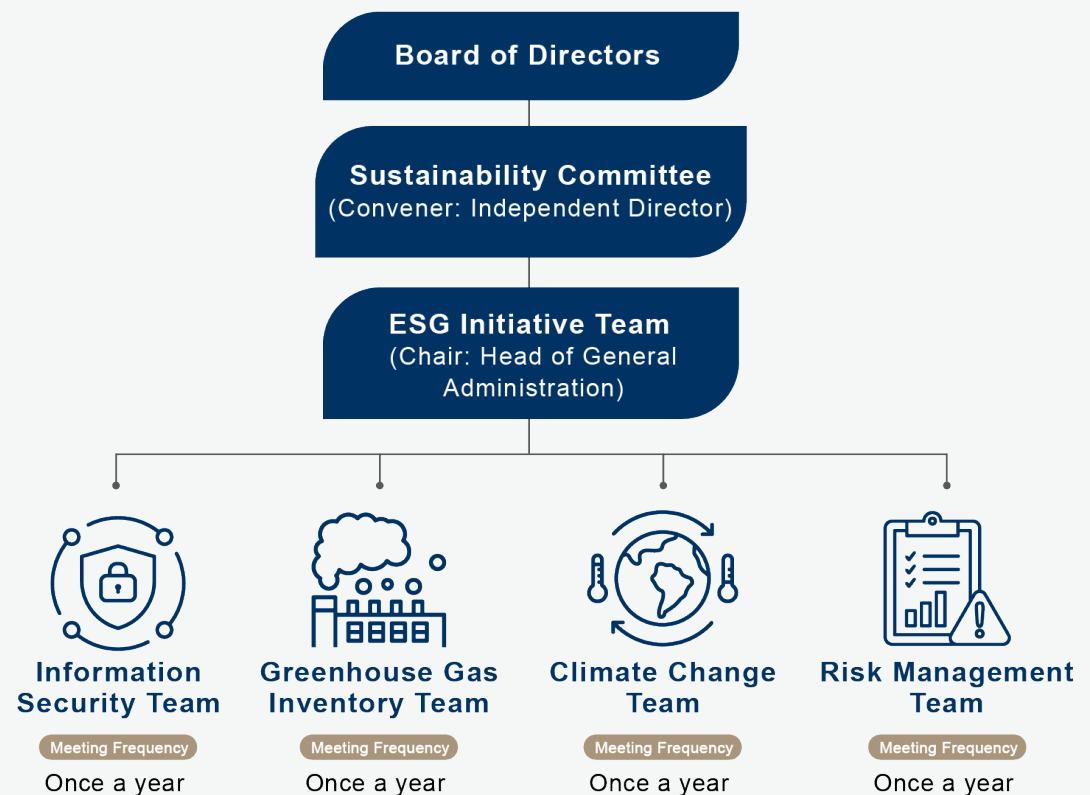 Board of Directors
Sustainability Committee
(Convener: Independent Director)
ESG Initiative Team
(Chair: Head of General
Administration)
Information
Security Team
Meeting Frequency
Once a year
Greenhouse Gas
Inventory Team
Meeting Frequency
Once a year
Climate Change
Team
Meeting Frequency
Once a year
Risk Management
Team
Meeting Frequency
Once a year